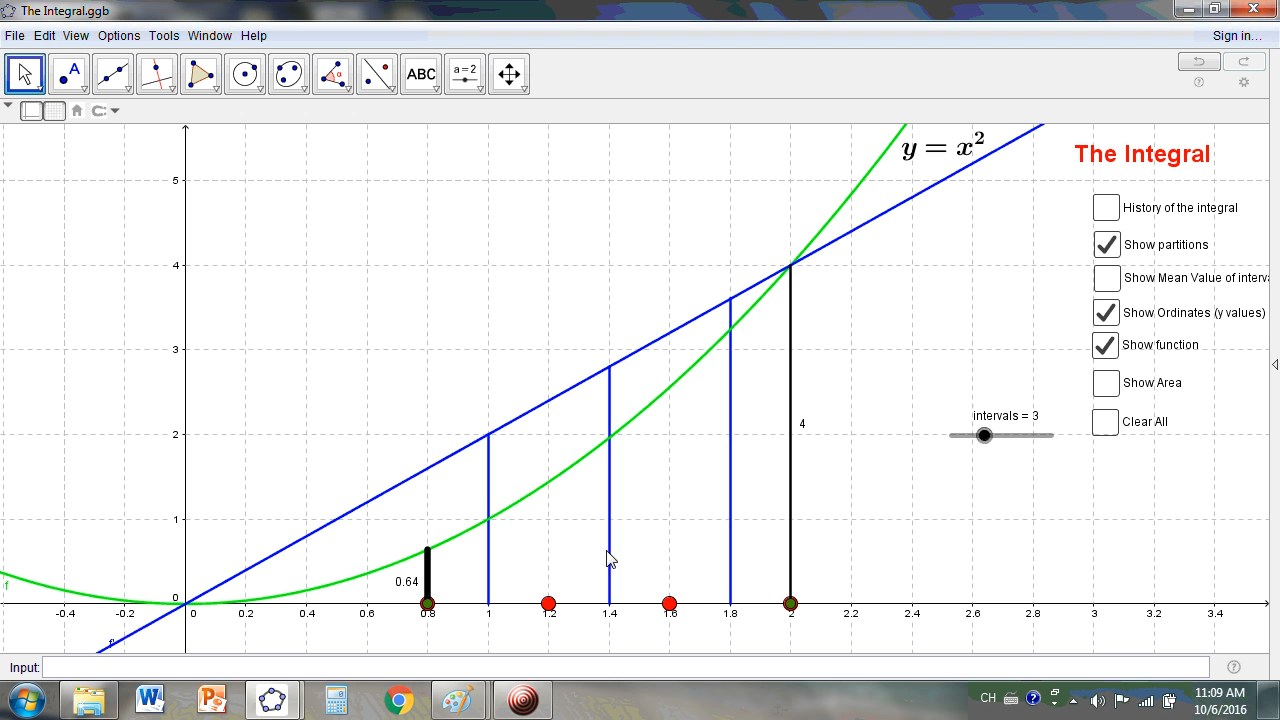 The Integral.ggb
File Edit View Options Tools Window Help
Sign in...
A
α
ABC
a=2
y = x²
The Integral
History of the integral
Show partitions
Show Mean Value of interv
Show Ordinates (y values)
Show function
Show Area
Clear All
intervals = 3
5
4
3
2
1
0
4
0.64
f
f'
-0.4 -0.2 0 0.2 0.4 0.6 0.8 1 1.2 1.4 1.6 1.8 2 2.2 2.4 2.6 2.8 3 3.2 3.4
Input:
CH
11:09 AM
10/6/2016